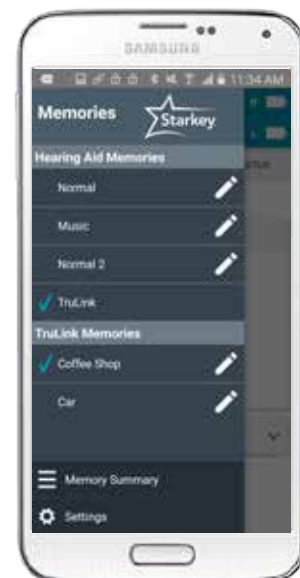 SAMSUNG
11:34 AM
Memories
Starkey
R
L
Hearing Aid Memories
Normal
Music
Normal 2
TruLink
TruLink Memories
Coffee Shop
Car
Memory Summary
Settings